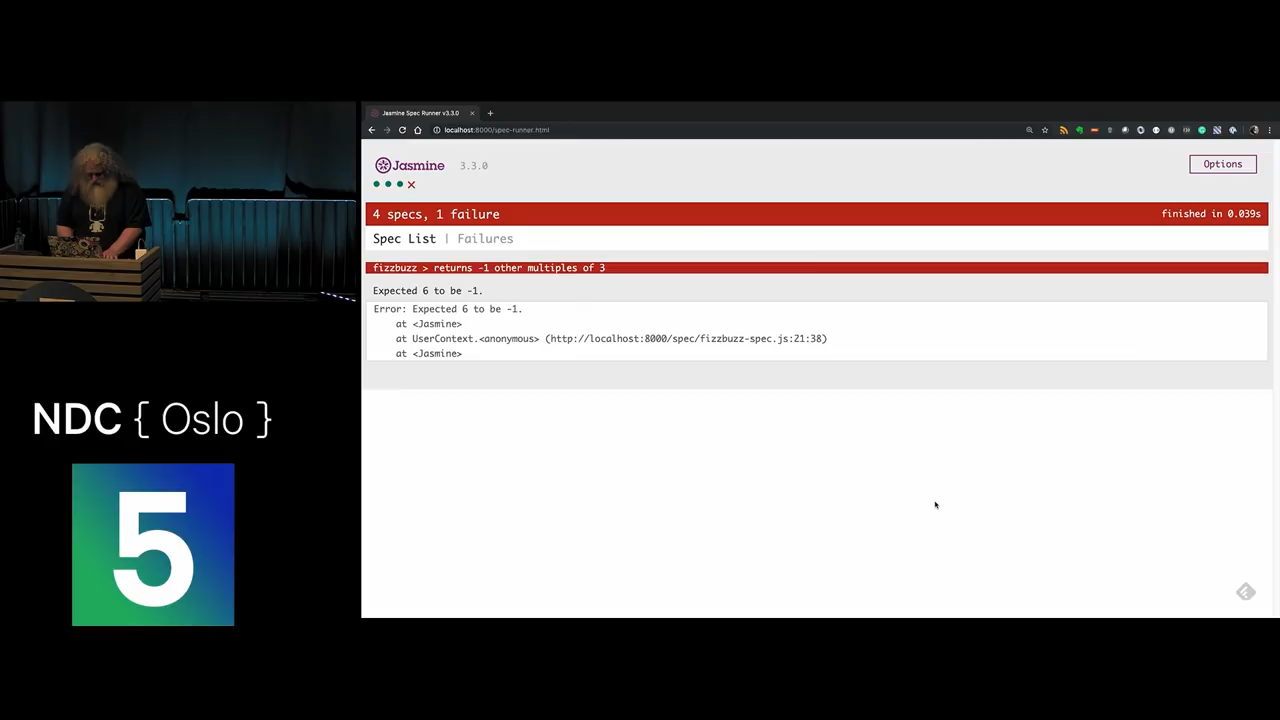 Jasmine Spec Runner v3.3.0
localhost:8000/spec-runner.html
Jasmine 3.3.0
Options
4 specs, 1 failure
finished in 0.039s
Spec List | Failures
fizzbuzz > returns -1 other multiples of 3
Expected 6 to be -1.
Error: Expected 6 to be -1.
at <Jasmine>
at UserContext.<anonymous> (http://localhost:8000/spec/fizzbuzz-spec.js:21:38)
at <Jasmine>
NDC { Oslo }
5